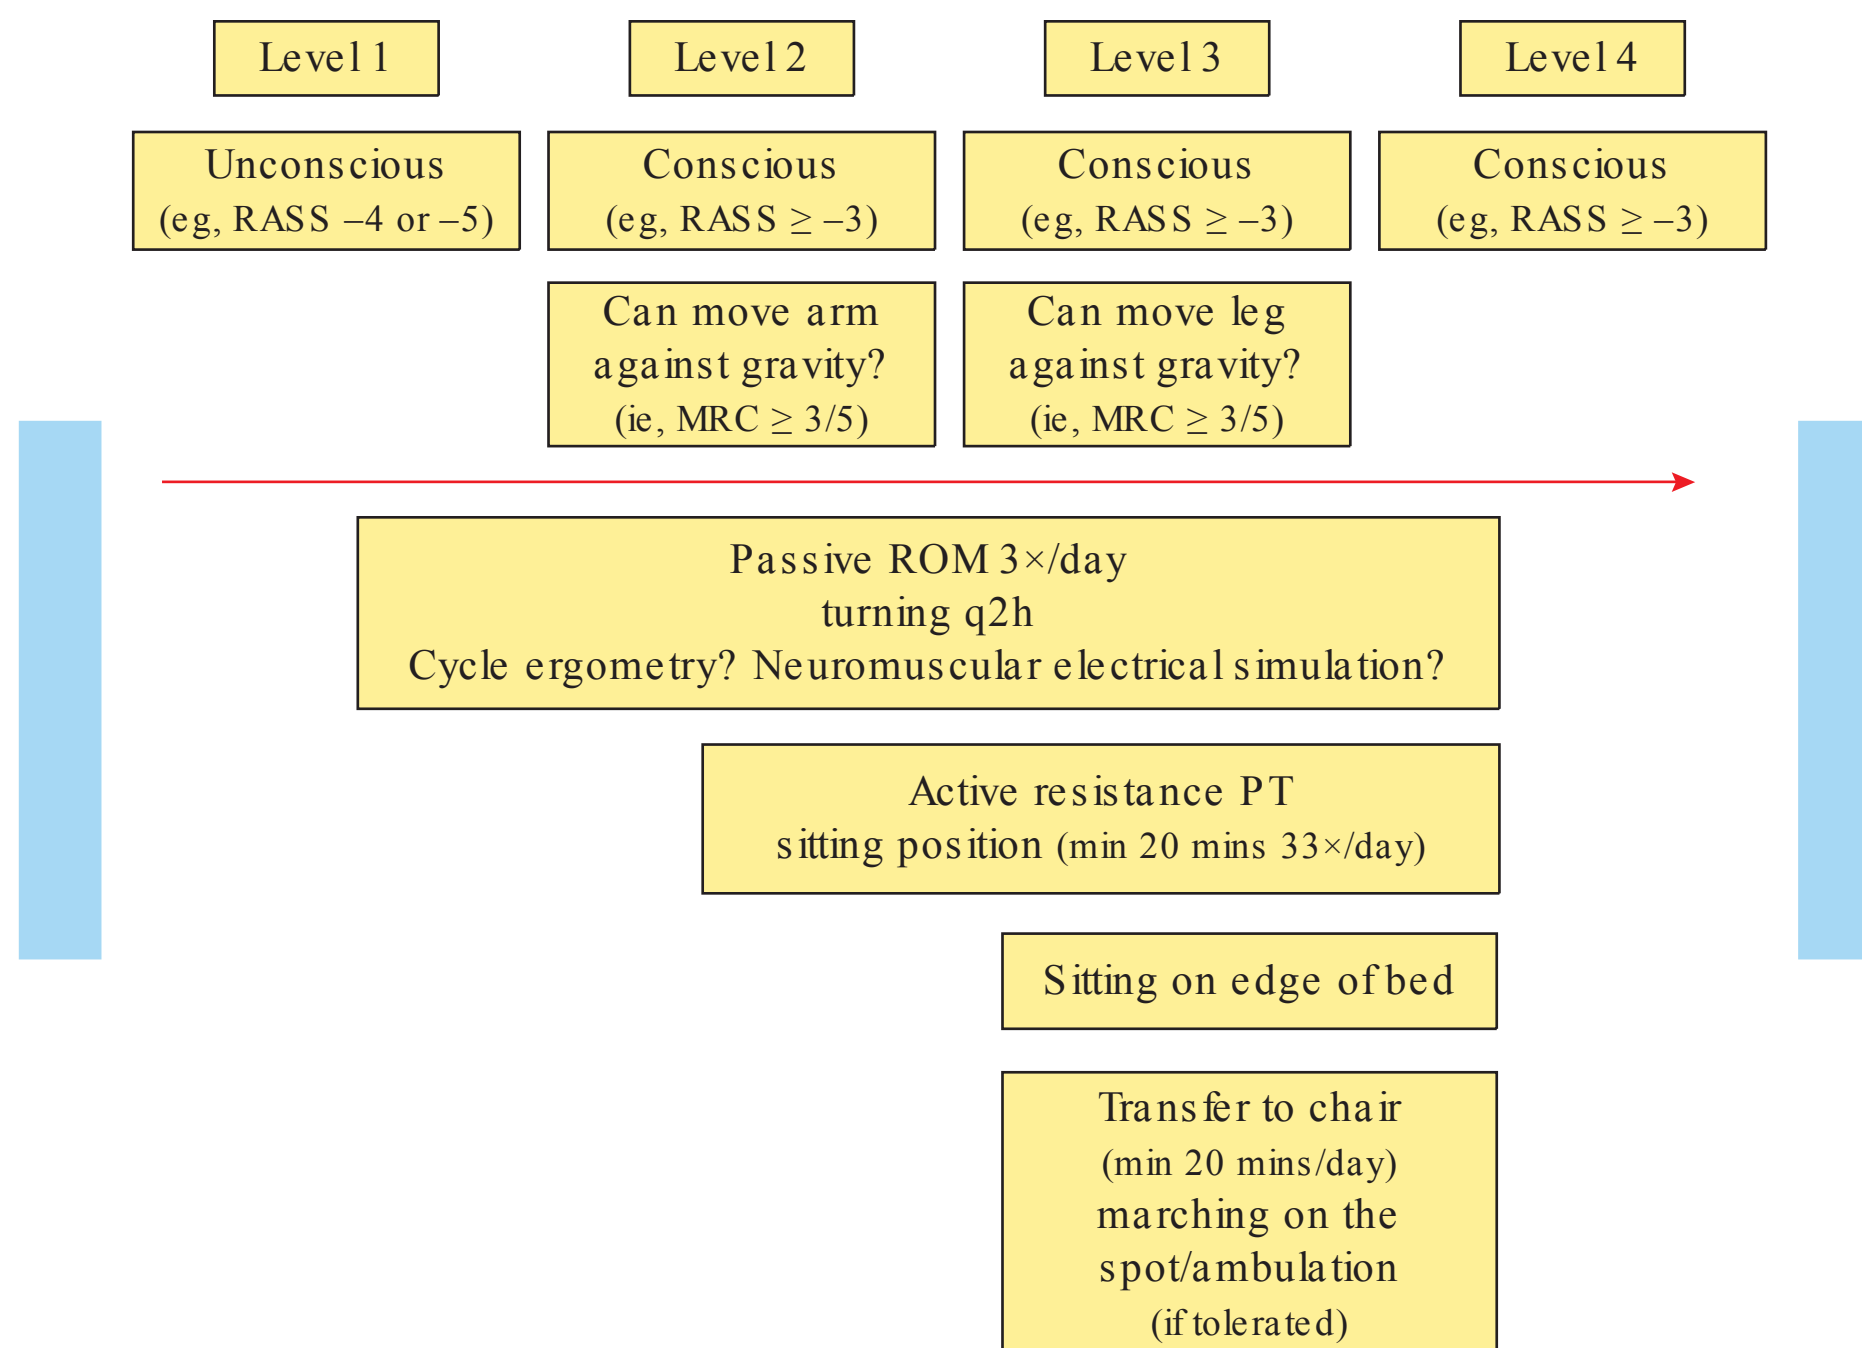 Level 1
Level 2
Level 3
Level 4
Unconscious
(eg, RASS –4 or –5)
Conscious
(eg, RASS ≥ –3)
Conscious
(eg, RASS ≥ –3)
Conscious
(eg, RASS ≥ –3)
Can move arm
against gravity?
(ie, MRC ≥ 3/5)
Can move leg
against gravity?
(ie, MRC ≥ 3/5)
Passive ROM 3×/day
turning q2h
Cycle ergometry? Neuromuscular electrical simulation?
Active resistance PT
sitting position (min 20 mins 33×/day)
Sitting on edge of bed
Transfer to chair
(min 20 mins/day)
marching on the
spot/ambulation
(if tolerated)